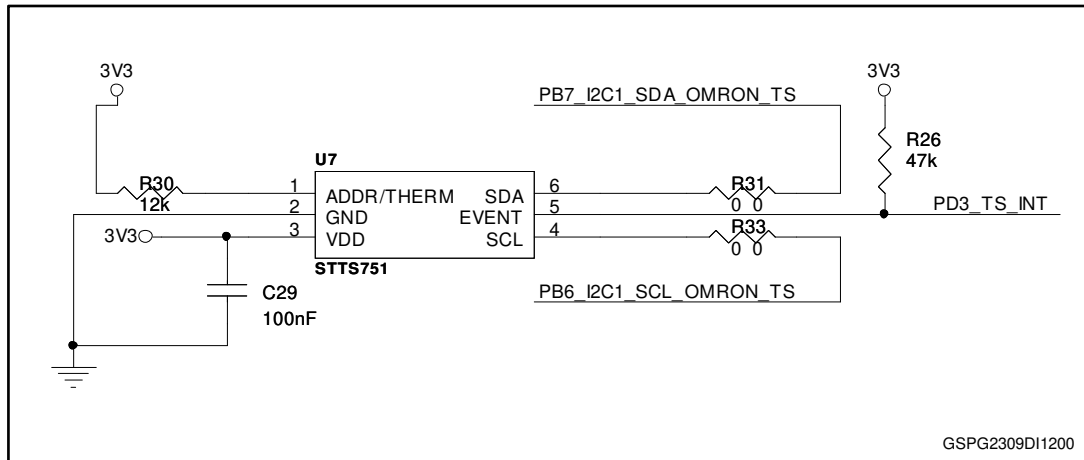 3V3
PB7_I2C1_SDA_OMRON_TS
3V3
R26
47k
U7
R30
12k
1
ADDR/THERM
SDA
6
R31
0 0
2
GND
EVENT
5
PD3_TS_INT
3V3
3
VDD
SCL
4
R33
0 0
STTS751
C29
100nF
PB6_I2C1_SCL_OMRON_TS
GSPG2309DI1200